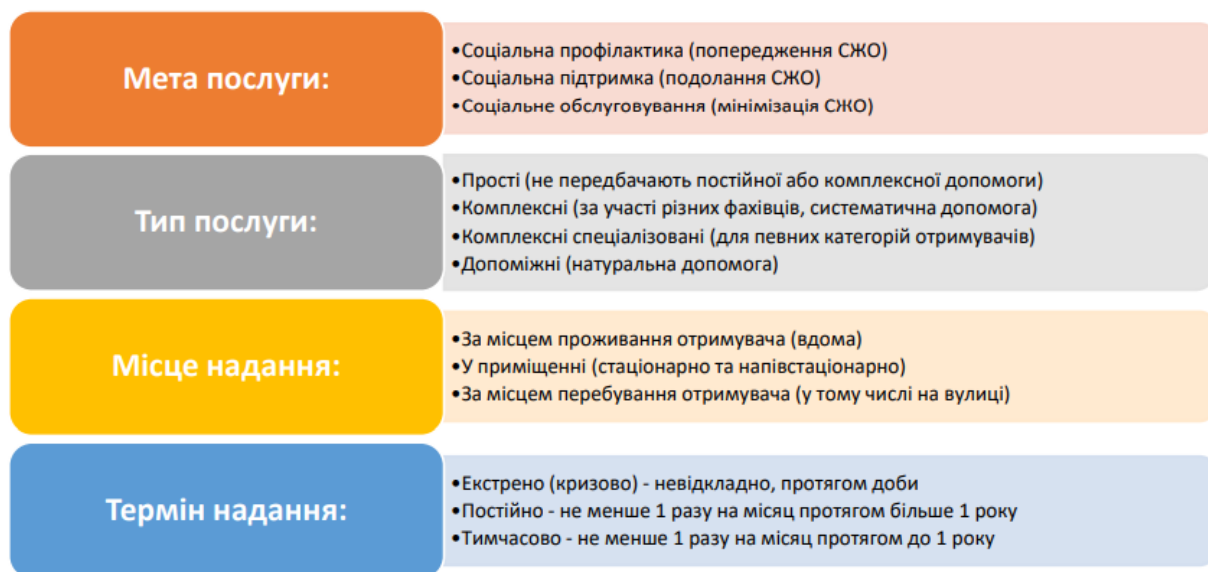 Мета послуги:
•Соціальна профілактика (попередження СЖО)
•Соціальна підтримка (подолання СЖО)
•Соціальне обслуговування (мінімізація СЖО)
Тип послуги:
•Прості (не передбачають постійної або комплексної допомоги)
•Комплексні (за участі різних фахівців, систематична допомога)
•Комплексні спеціалізовані (для певних категорій отримувачів)
•Допоміжні (натуральна допомога)
Місце надання:
•За місцем проживання отримувача (вдома)
•У приміщенні (стаціонарно та напівстаціонарно)
•За місцем перебування отримувача (у тому числі на вулиці)
Термін надання:
•Екстрено (кризово) - невідкладно, протягом доби
•Постійно - не менше 1 разу на місяць протягом більше 1 року
•Тимчасово - не менше 1 разу на місяць протягом до 1 року